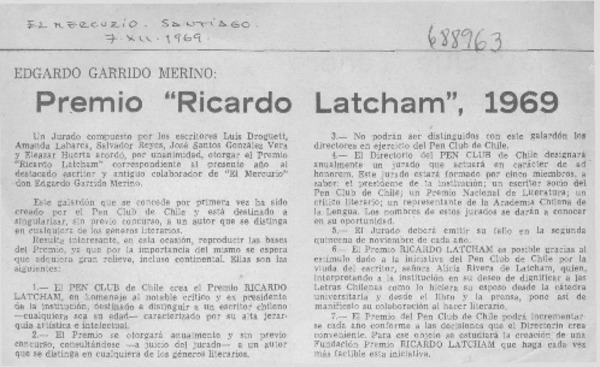 EL MERCURIO. SANTIAGO.
7. XII. 1969.
688963
EDGARDO GARRIDO MERINO:
Premio “Ricardo Latcham”, 1969
Un Jurado compuesto por los escritores Luis Droguett,
Amanda Labarca, Salvador Reyes, José Santos González Vera
y Eleazar Huerta acordó, por unanimidad, otorgar el Premio
"Ricardo Latcham" correspondiente al presente año al
destacado escritor y antiguo colaborador de "El Mercurio"
don Edgardo Garrido Merino.
Este galardón que se concede por primera vez ha sido
creado por el Pen Club de Chile y está destinado a
singularizar, sin previo concurso, a un autor que se distinga
en cualquiera de los géneros literarios.
Resulta interesante, en esta ocasión, reproducir las bases
del Premio, ya que por la importancia del mismo se espera
que adquiera gran relieve, incluso continental. Ellas son las
siguientes:
1.— El PEN CLUB de Chile crea el Premio RICARDO
LATCHAM, en homenaje al notable crítico y ex presidente
de la institución, destinado a distinguir a un escritor chileno
—cualquiera sea su edad— caracterizado por su alta jerar-
quía artística e intelectual.
2.— El Premio se otorgará anualmente y sin previo
concurso, consultándose —a juicio del jurado— a un autor
que se distinga en cualquiera de los géneros literarios.
3.— No podrán ser distinguidos con este galardón los
directores en ejercicio del Pen Club de Chile.
4.— El Directorio del PEN CLUB de Chile designará
anualmente un jurado que actuará en carácter de ad
honorem. Este jurado estará formado por cinco miembros, a
saber: el presidente de la institución; un escritor socio del
Pen Club de Chile; un Premio Nacional de Literatura; un
crítico literario; un representante de la Academia Chilena de
la Lengua. Los nombres de estos jurados se darán a conocer
en su oportunidad.
5.— El Jurado deberá emitir su fallo en la segunda
quincena de noviembre de cada año.
6.— El Premio RICARDO LATCHAM es posible gracias al
estímulo dado a la iniciativa del Pen Club de Chile por la
viuda del escritor, señora Alicia Rivera de Latcham, quien,
interpretando a la institución en su deseo de dignificar a las
Letras Chilenas como lo hiciera su esposo desde la cátedra
universitaria y desde el libro y la prensa, pone así de
manifiesto su colaboración al hacer literario.
7.— El Premio del Pen Club de Chile podrá incrementar-
se cada año conforme a las decisiones que el Directorio crea
conveniente. Para ese efecto se estudiará la creación de una
Fundación Premio RICARDO LATCHAM que haga cada vez
más factible esta iniciativa.